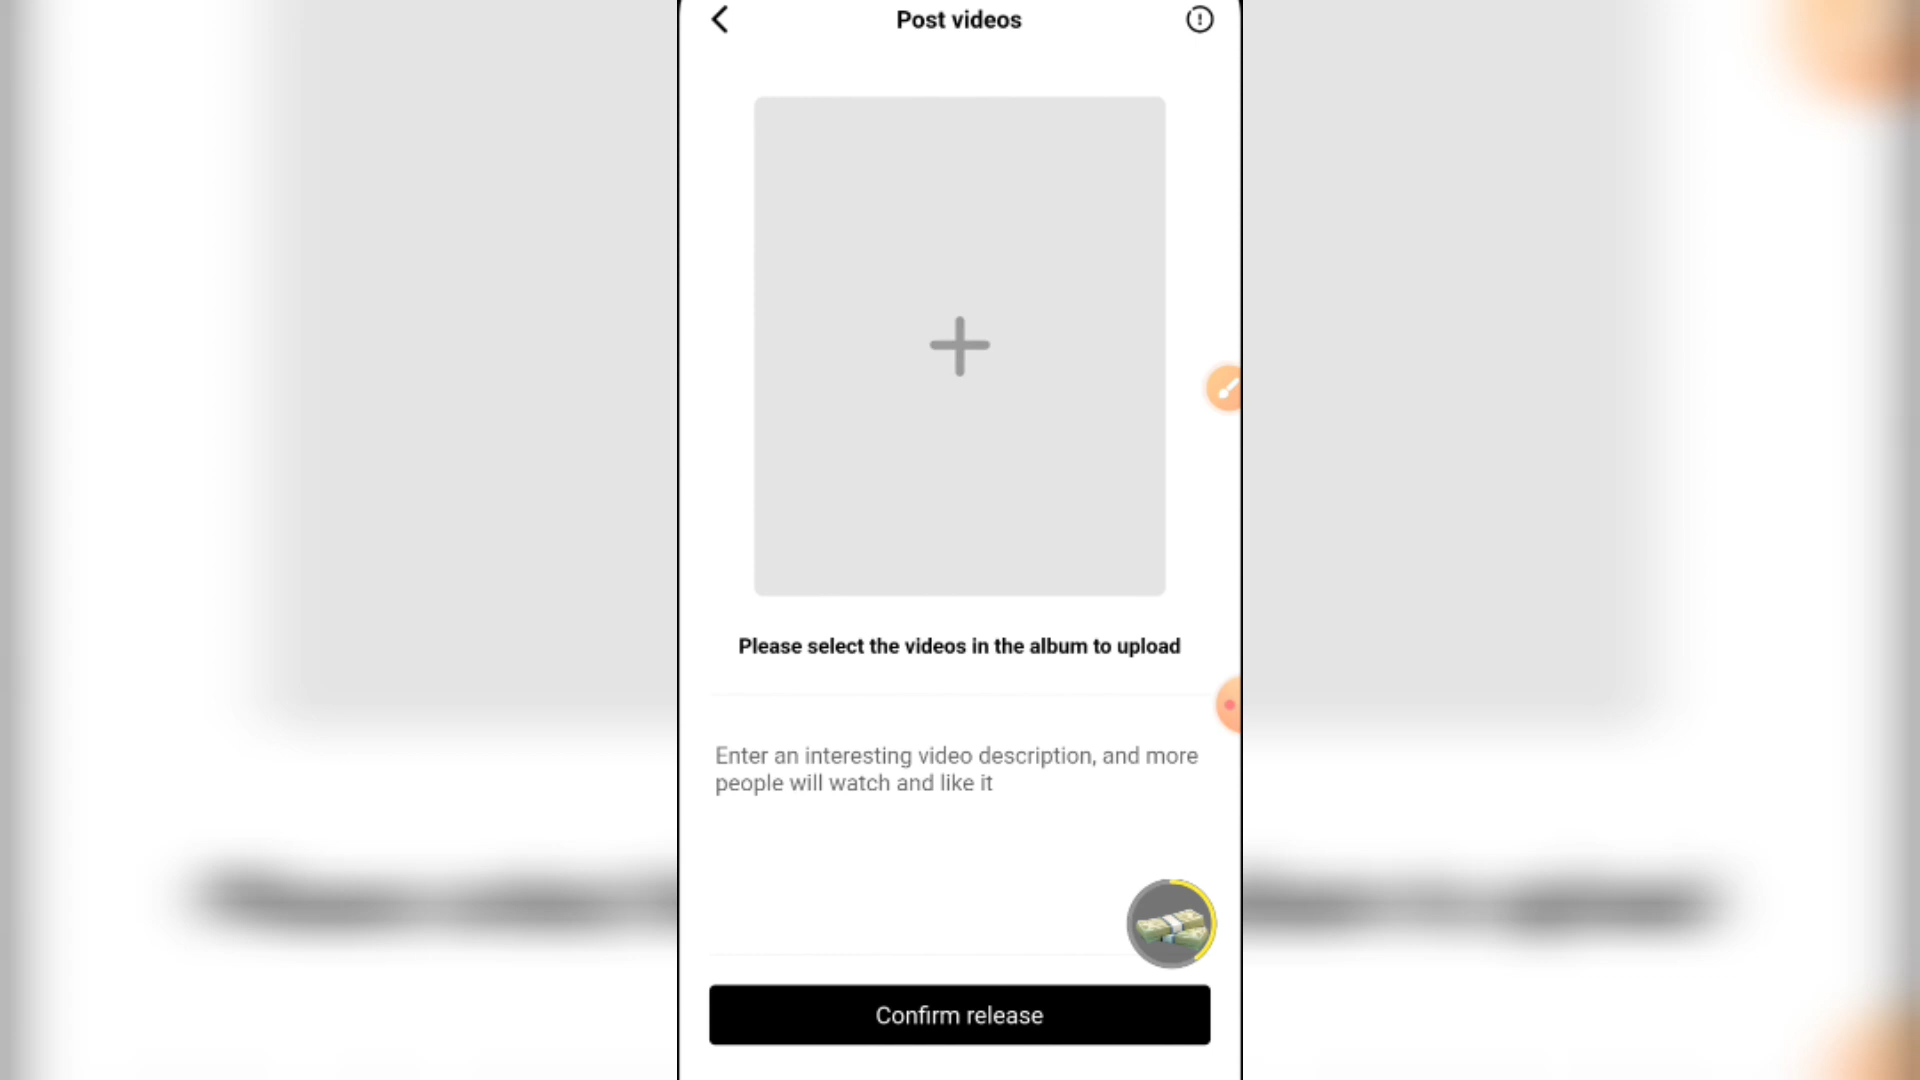 Post videos
Please select the videos in the album to upload
Enter an interesting video description, and more
people will watch and like it
Confirm release